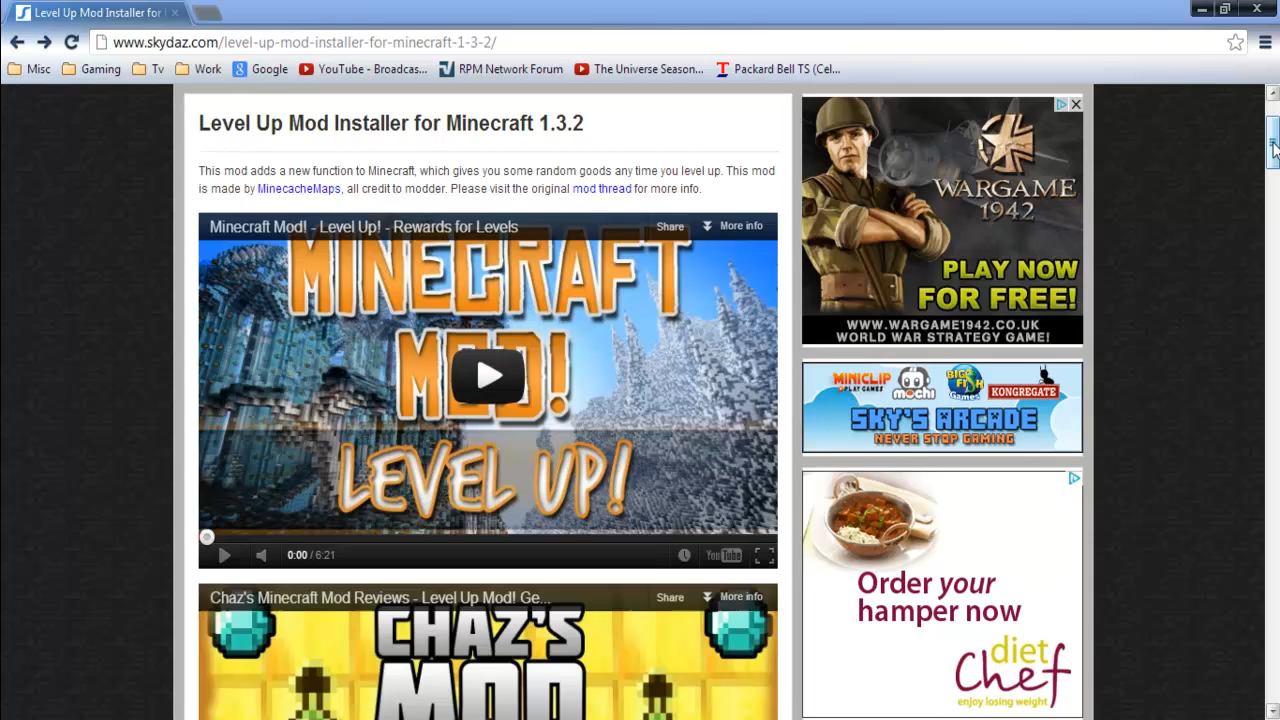 Level Up Mod Installer for
www.skydaz.com/level-up-mod-installer-for-minecraft-1-3-2/
Misc Gaming Tv Work Google YouTube - Broadcas... RPM Network Forum The Universe Season... Packard Bell TS (Cel...
Level Up Mod Installer for Minecraft 1.3.2
This mod adds a new function to Minecraft, which gives you some random goods any time you level up. This mod
is made by MinecacheMaps, all credit to modder. Please visit the original mod thread for more info.
Minecraft Mod! - Level Up! - Rewards for Levels Share More info
MINECRAFT
MOD!
LEVEL UP!
0:00 / 6:21 YouTube
Chaz's Minecraft Mod Reviews - Level Up Mod! Ge... Share More info
CHAZ'S
MOD
WARGAME
1942
PLAY NOW
FOR FREE!
WWW.WARGAME1942.CO.UK
WORLD WAR STRATEGY GAME!
MINICLIP
PLAY GAMES
mochi
BIG FISH
Games
KONGREGATE
SKY'S ARCADE
NEVER STOP GAMING
Order your
hamper now
diet
Chef
enjoy losing weight